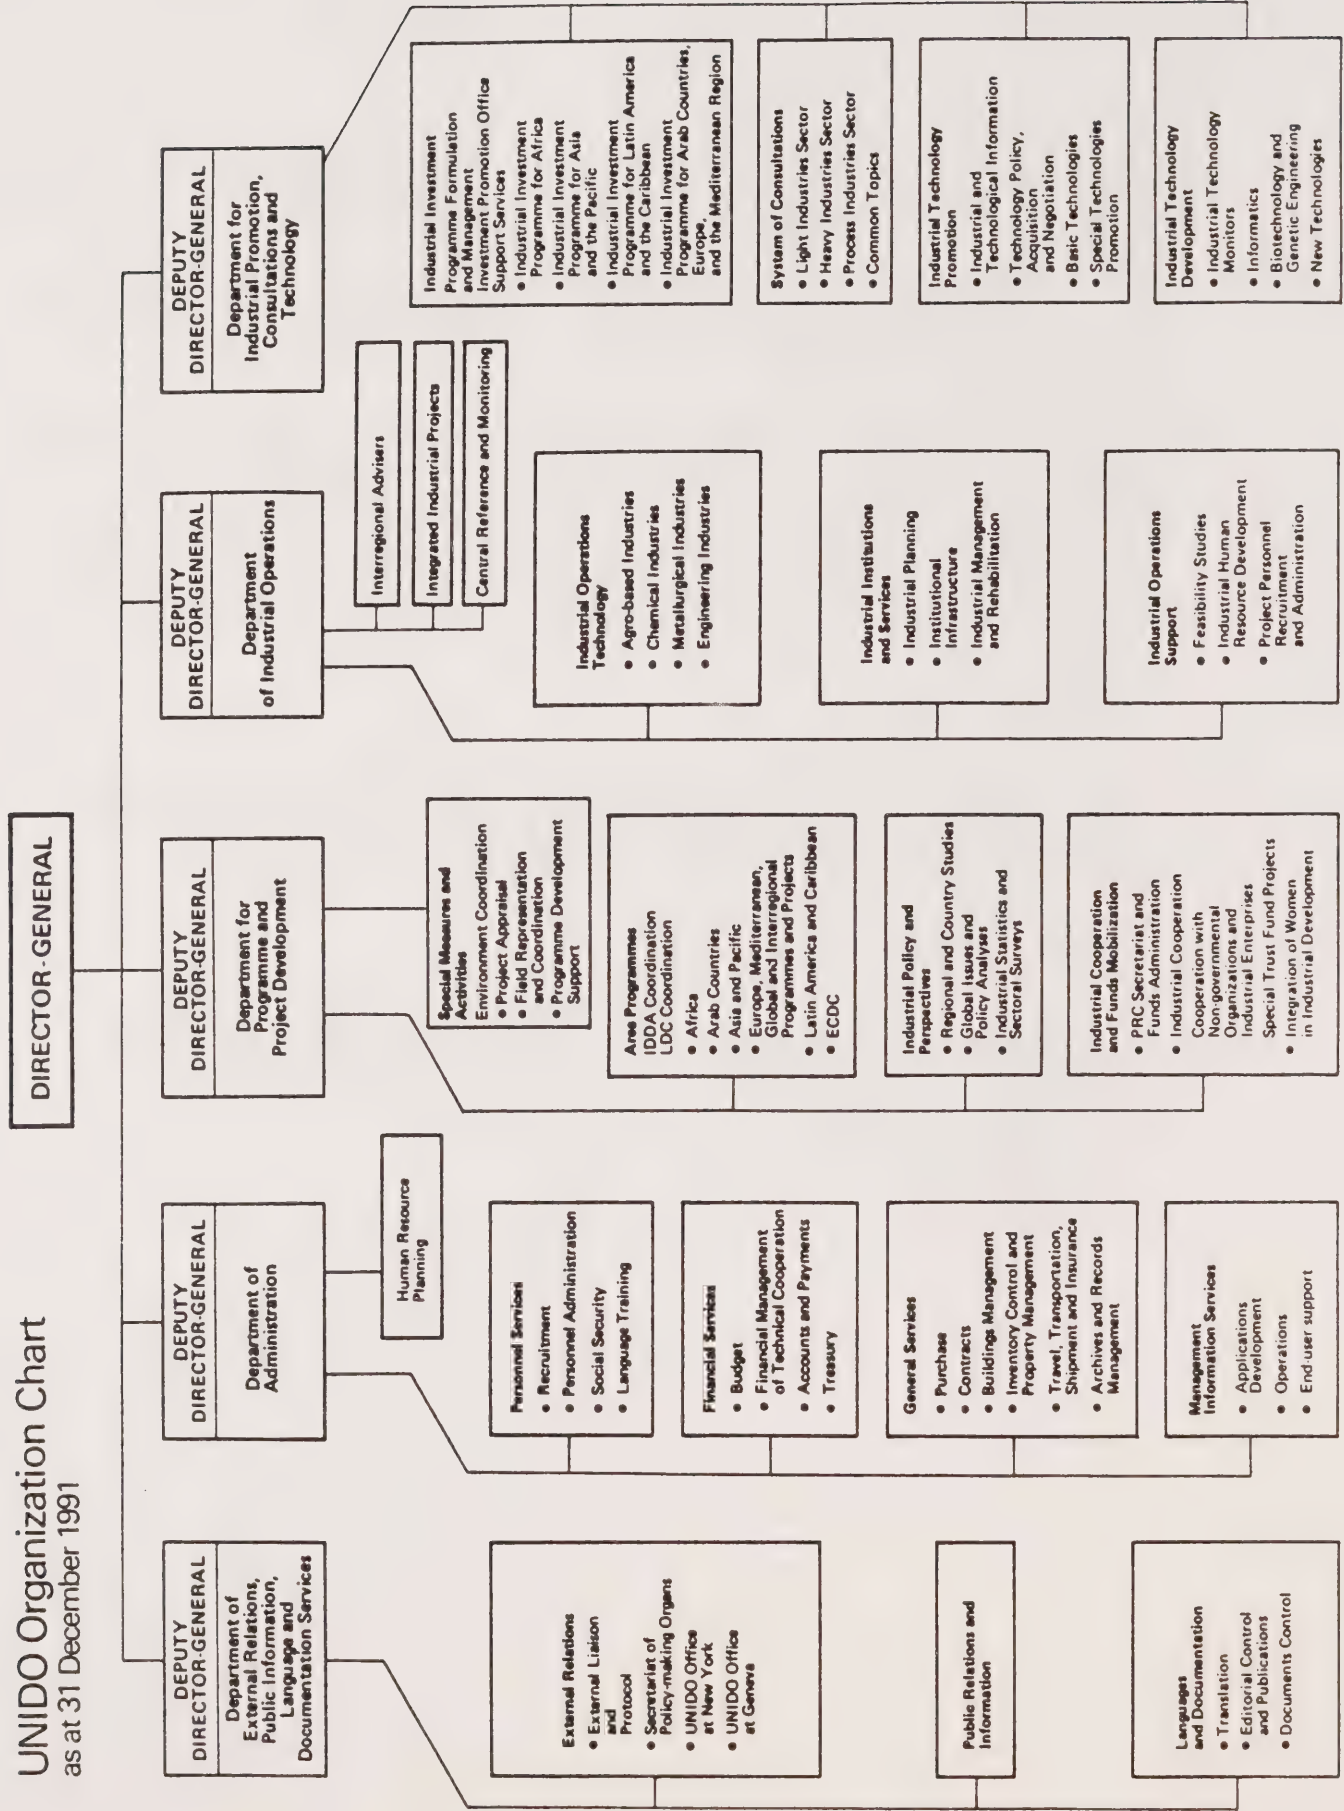 UNIDO Organization Chart
as at 31 December 1991
DIRECTOR-GENERAL
DEPUTY
DIRECTOR-GENERAL
Department of
External Relations,
Public Information,
Language and
Documentation Services
External Relations
• External Liaison
and
Protocol
• Secretariat of
Policy-making Organs
• UNIDO Office
at New York
• UNIDO Office
at Geneva
Public Relations and
Information
Languages
and Documentation
• Translation
• Editorial Control
and Publications
• Documents Control
DEPUTY
DIRECTOR-GENERAL
Department of
Administration
Human Resource
Planning
Personnel Services
• Recruitment
• Personnel Administration
• Social Security
• Language Training
Financial Services
• Budget
• Financial Management
of Technical Cooperation
• Accounts and Payments
• Treasury
General Services
• Purchase
• Contracts
• Buildings Management
• Inventory Control and
Property Management
• Travel, Transportation,
Shipment and Insurance
• Archives and Records
Management
Management
Information Services
• Applications
Development
• Operations
• End-user support
DEPUTY
DIRECTOR-GENERAL
Department for
Programme and
Project Development
Special Measures and
Activities
Environment Coordination
• Project Appraisal
• Field Representation
and Coordination
• Programme Development
Support
Area Programmes
IDDA Coordination
LDC Coordination
• Africa
• Arab Countries
• Asia and Pacific
• Europe, Mediterranean,
Global and Interregional
Programmes and Projects
• Latin America and Caribbean
• ECDC
Industrial Policy and
Perspectives
• Regional and Country Studies
• Global Issues and
Policy Analyses
• Industrial Statistics and
Sectoral Surveys
Industrial Cooperation
and Funds Mobilization
• PRC Secretariat and
Funds Administration
• Industrial Cooperation
Cooperation with
Non-governmental
Organizations and
Industrial Enterprises
Special Trust Fund Projects
• Integration of Women
in Industrial Development
DEPUTY
DIRECTOR-GENERAL
Department
of Industrial Operations
Interregional Advisers
Integrated Industrial Projects
Central Reference and Monitoring
Industrial Operations
Technology
• Agro-based Industries
• Chemical Industries
• Metallurgical Industries
• Engineering Industries
Industrial Institutions
and Services
• Industrial Planning
• Institutional
Infrastructure
• Industrial Management
and Rehabilitation
Industrial Operations
Support
• Feasibility Studies
• Industrial Human
Resource Development
• Project Personnel
Recruitment
and Administration
DEPUTY
DIRECTOR-GENERAL
Department for
Industrial Promotion,
Consultations and
Technology
Industrial Investment
Programme Formulation
and Management
Investment Promotion Office
Support Services
• Industrial Investment
Programme for Africa
• Industrial Investment
Programme for Asia
and the Pacific
• Industrial Investment
Programme for Latin America
and the Caribbean
• Industrial Investment
Programme for Arab Countries,
Europe,
and the Mediterranean Region
System of Consultations
• Light Industries Sector
• Heavy Industries Sector
• Process Industries Sector
• Common Topics
Industrial Technology
Promotion
• Industrial and
Technological Information
• Technology Policy,
Acquisition
and Negotiation
• Basic Technologies
• Special Technologies
Promotion
Industrial Technology
Development
• Industrial Technology
Monitors
• Informatics
• Biotechnology and
Genetic Engineering
• New Technologies